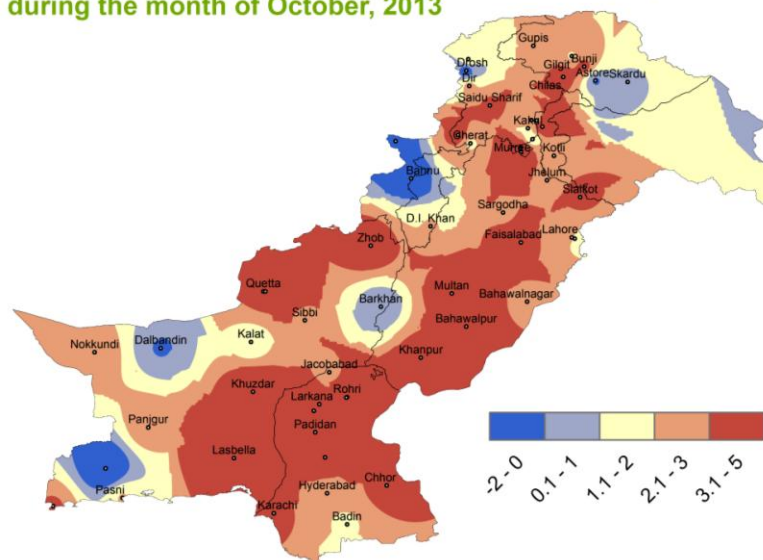 during the month of October, 2013
Gupis
Drosh
Bunji
Gilgit
Dir
Astore
Skardu
Chilas
Saidu Sharif
Kakul
Cherat
Murree
Kotli
Bannu
Jhelum
Sialkot
Sargodha
D.I. Khan
Zhob
Faisalabad
Lahore
Quetta
Multan
Barkhan
Bahawalnagar
Sibbi
Bahawalpur
Nokkundi
Dalbandin
Kalat
Khanpur
Jacobabad
Khuzdar
Larkana
Rohri
Panjgur
Padidan
Lasbella
Pasni
Hyderabad
Chhor
Karachi
Badin
-2 - 0
0.1 - 1
1.1 - 2
2.1 - 3
3.1 - 5